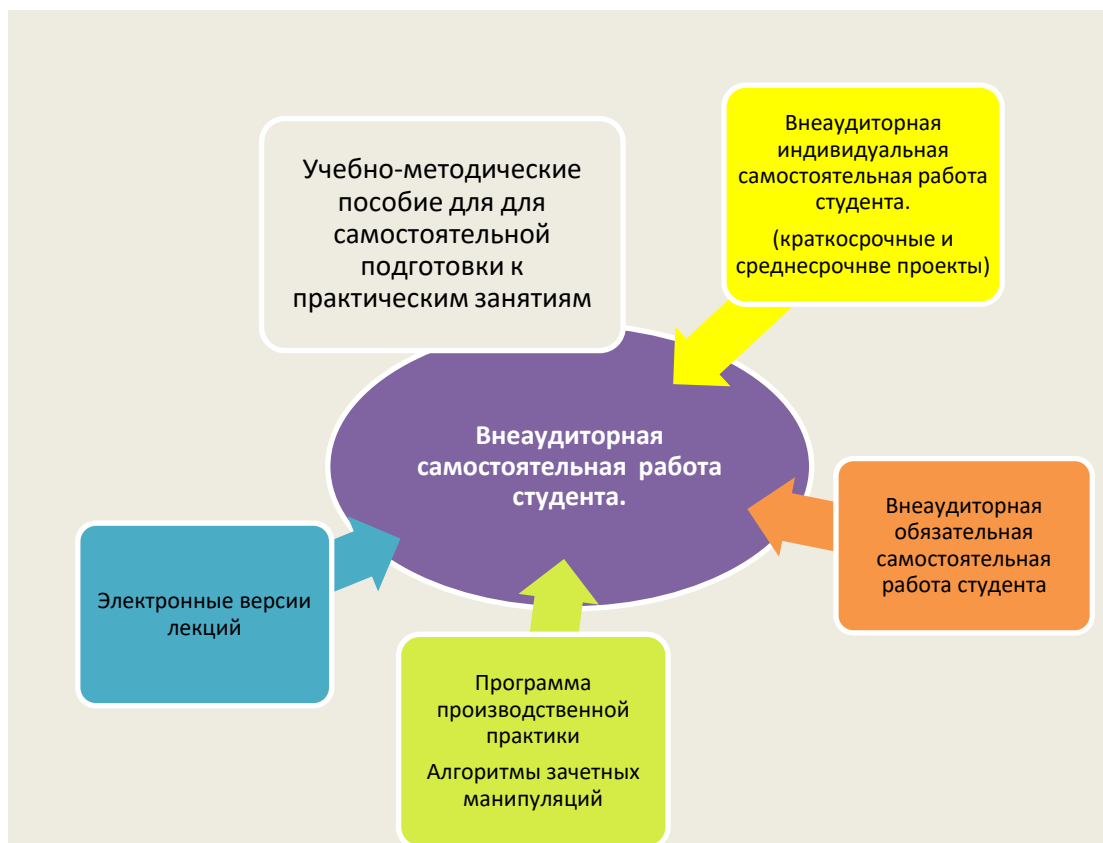 Учебно-методические
пособие для для
самостоятельной
подготовки к
практическим занятиям
Внеаудиторная
индивидуальная
самостоятельная работа
студента.
(краткосрочные и
среднесрочнве проекты)
Внеаудиторная
самостоятельная работа
студента.
Внеаудиторная
обязательная
самостоятельная
работа студента
Электронные версии
лекций
Программа
производственной
практики
Алгоритмы зачетных
манипуляций